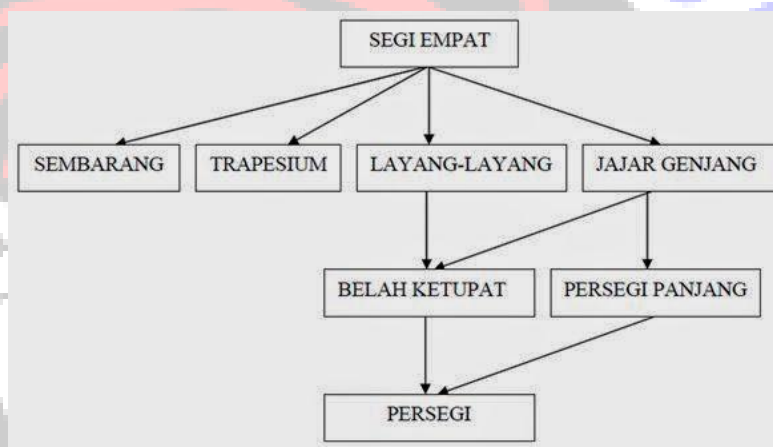 SEGI EMPAT
SEMBARANG
TRAPESIUM
LAYANG-LAYANG
JAJAR GENJANG
BELAH KETUPAT
PERSEGI PANJANG
PERSEGI